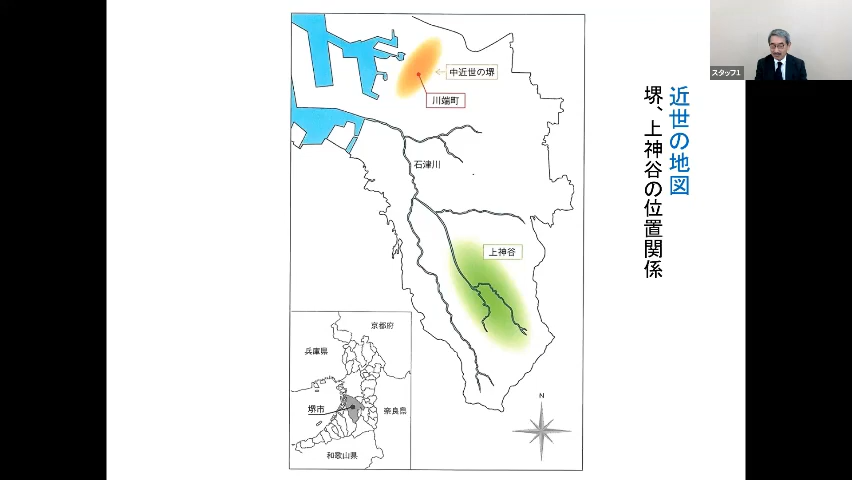 近世の地図
堺、上神谷の位置関係
中近世の堺
川端町
石津川
上神谷
京都府
兵庫県
堺市
奈良県
和歌山県
N
スタッフ1